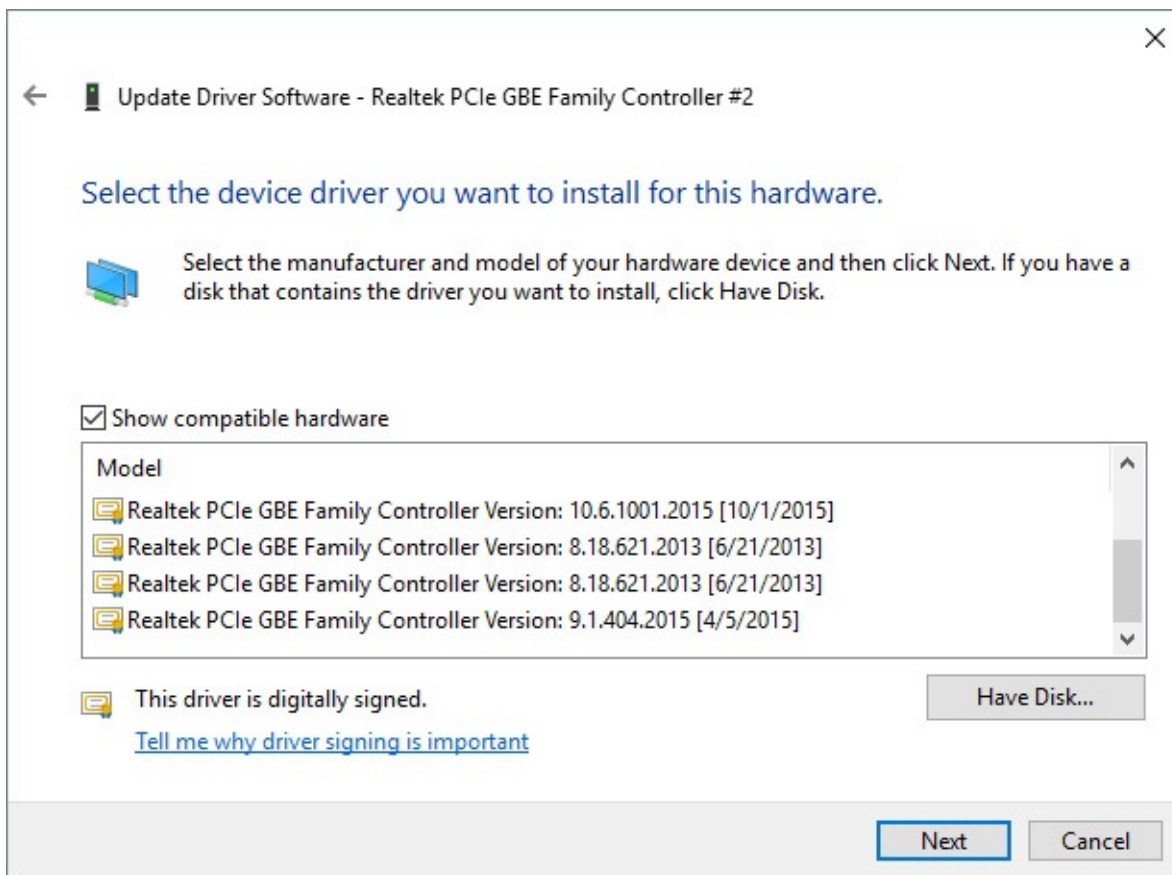 Update Driver Software - Realtek PCIe GBE Family Controller #2
Select the device driver you want to install for this hardware.
Select the manufacturer and model of your hardware device and then click Next. If you have a
disk that contains the driver you want to install, click Have Disk.
Show compatible hardware
Model
Realtek PCIe GBE Family Controller Version: 10.6.1001.2015 [10/1/2015]
Realtek PCIe GBE Family Controller Version: 8.18.621.2013 [6/21/2013]
Realtek PCIe GBE Family Controller Version: 8.18.621.2013 [6/21/2013]
Realtek PCIe GBE Family Controller Version: 9.1.404.2015 [4/5/2015]
This driver is digitally signed.
Have Disk...
Tell me why driver signing is important
Next
Cancel